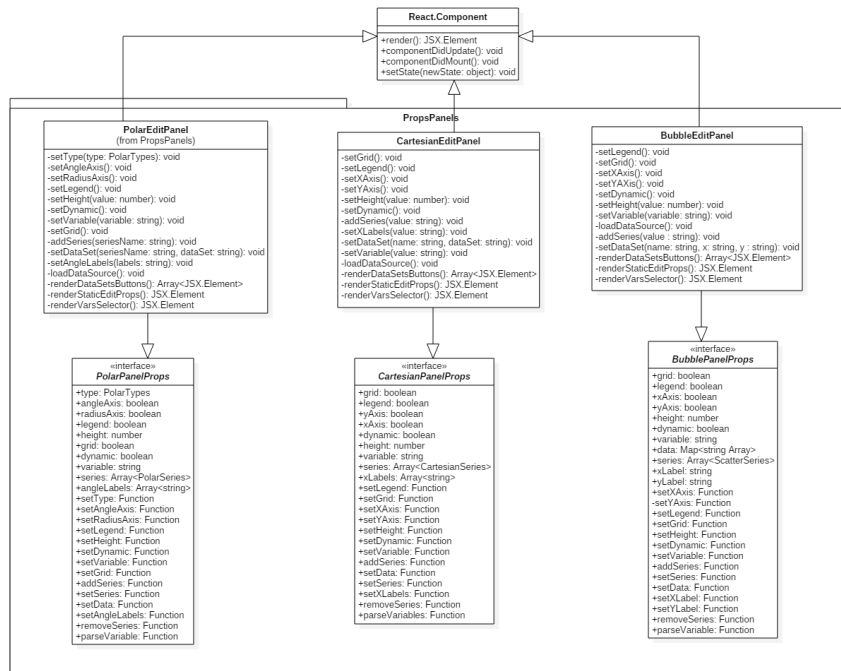 React.Component
+render(): JSX.Element
+componentDidUpdate(): void
+componentDidMount(): void
+setState(newState: object): void
PropsPanels
PolarEditPanel
(from PropsPanels)
-setType(type: PolarTypes): void
-setAngleAxis(): void
-setRadiusAxis(): void
-setLegend(): void
-setHeight(value: number): void
-setDynamic(): void
-setVariable(variable: string): void
-setGrid(): void
-addSeries(seriesName: string): void
-setDataSet(seriesName: string, dataSet: string): void
-setAngleLabels(labels: string): void
-loadDataSource(): void
-renderDataSetsButtons(): Array<JSX.Element>
-renderStaticEditProps(): JSX.Element
-renderVarsSelector(): JSX.Element
CartesianEditPanel
-setGrid(): void
-setLegend(): void
-setXAxis(): void
-setYAxis(): void
-setHeight(value: number): void
-setDynamic(): void
-addSeries(value: string): void
-setXLabels(value: string): void
-setDataSet(name: string, dataSet: string): void
-setVariable(value: string): void
-loadDataSource(): void
-renderDataSetsButtons(): Array<JSX.Element>
-renderStaticEditProps(): JSX.Element
-renderVarsSelector(): JSX.Element
BubbleEditPanel
-setLegend(): void
-setGrid(): void
-setXAxis(): void
-setYAXis(): void
-setDynamic(): void
-setHeight(value: number): void
-setVariable(variable: string): void
-loadDataSource(): void
-addSeries(value : string): void
-setDataSet(name: string, x: string, y : string): void
-renderDataSetsButtons(): Array<JSX.Element>
-renderStaticEditProps(): JSX.Element
-renderVarsSelector(): JSX.Element
«interface»
PolarPanelProps
+type: PolarTypes
+angleAxis: boolean
+radiusAxis: boolean
+legend: boolean
+height: number
+grid: boolean
+dynamic: boolean
+variable: string
+series: Array<PolarSeries>
+angleLabels: Array<string>
+setType: Function
+setAngleAxis: Function
+setRadiusAxis: Function
+setLegend: Function
+setHeight: Function
+setDynamic: Function
+setVariable: Function
+setGrid: Function
+addSeries: Function
+setSeries: Function
+setData: Function
+setAngleLabels: Function
+removeSeries: Function
+parseVariable: Function
«interface»
CartesianPanelProps
+grid: boolean
+legend: boolean
+yAxis: boolean
+xAxis: boolean
+dynamic: boolean
+height: number
+variable: string
+series: Array<CartesianSeries>
+xLabels: Array<string>
+setLegend: Function
+setGrid: Function
+setXAxis: Function
+setYAxis: Function
+setHeight: Function
+setDynamic: Function
+setVariable: Function
+addSeries: Function
+setData: Function
+setSeries: Function
+setXLabels: Function
+removeSeries: Function
+parseVariables: Function
«interface»
BubblePanelProps
+grid: boolean
+legend: boolean
+xAxis: boolean
+yAxis: boolean
+height: number
+dynamic: boolean
+variable: string
+data: Map<string Array>
+series: Array<ScatterSeries>
+xLabel: string
+yLabel: string
+setXAxis: Function
-setYAxis: Function
+setLegend: Function
+setGrid: Function
+setHeight: Function
+setDynamic: Function
+setVariable: Function
+addSeries: Function
+setSeries: Function
+setData: Function
+setXLabel: Function
+setYLabel: Function
+removeSeries: Function
+parseVariable: Function